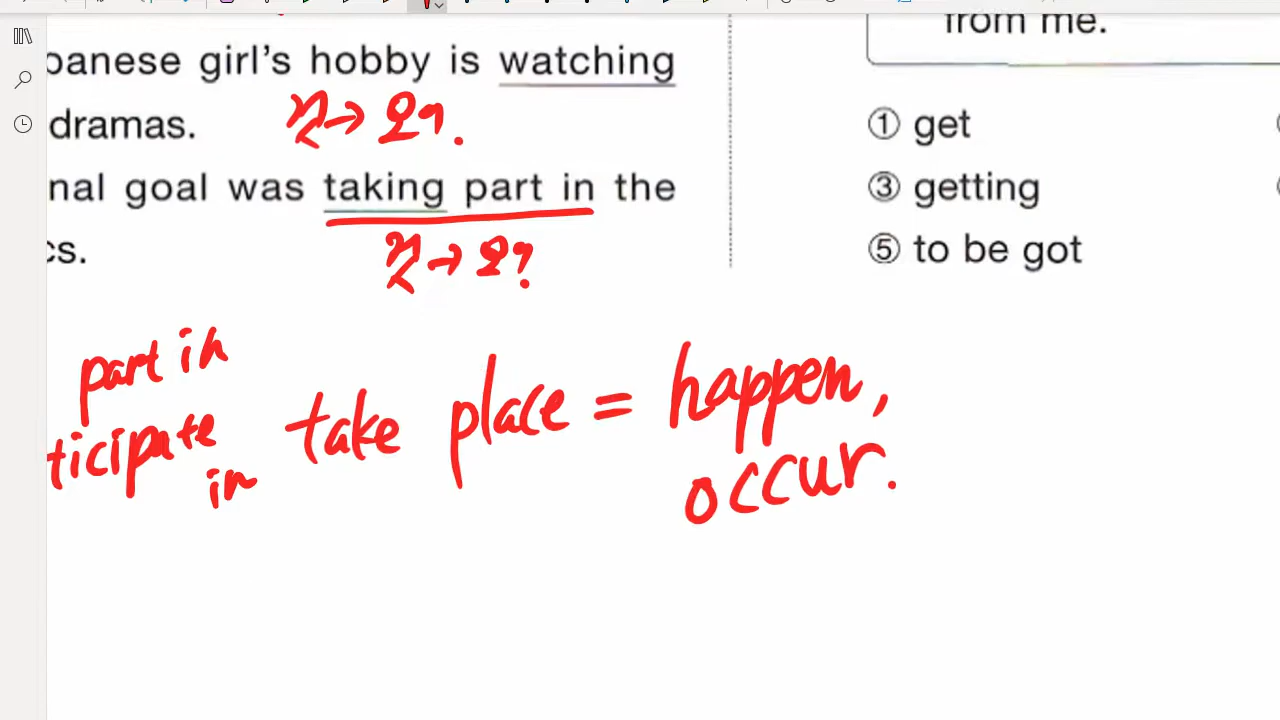 panese girl's hobby is watching
dramas.
nal goal was taking part in the
cs.
from me.
① get
③ getting
⑤ to be got
part in
ticipate
in
take place = happen,
occur.